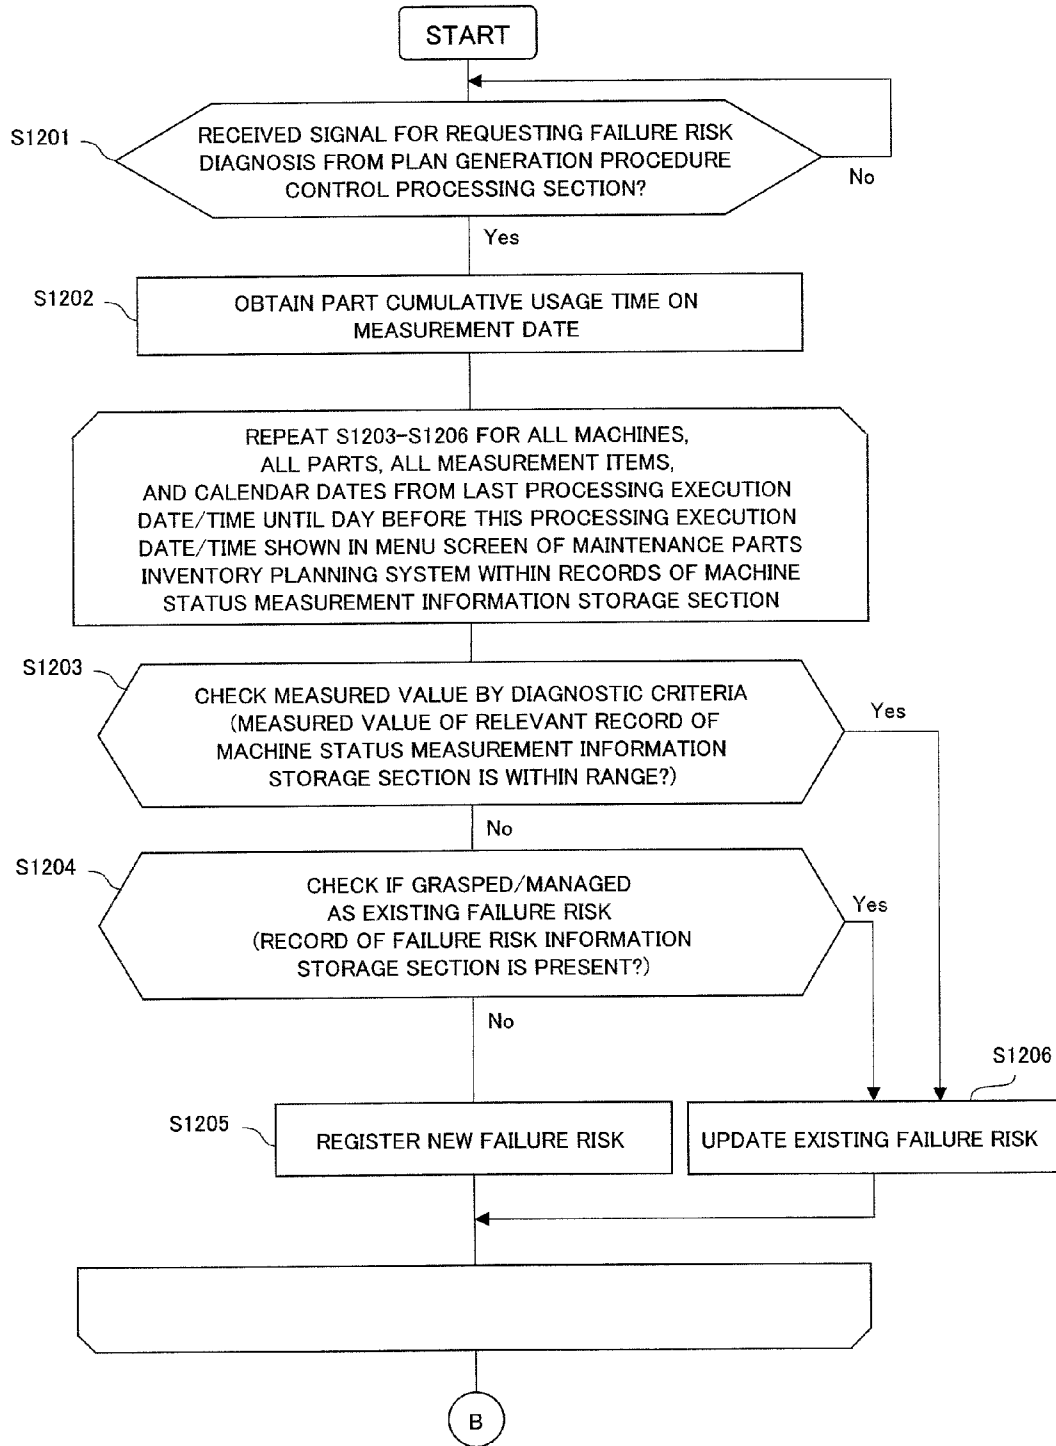 START
S1201
RECEIVED SIGNAL FOR REQUESTING FAILURE RISK
DIAGNOSIS FROM PLAN GENERATION PROCEDURE
CONTROL PROCESSING SECTION?
No
Yes
S1202
OBTAIN PART CUMULATIVE USAGE TIME ON
MEASUREMENT DATE
REPEAT S1203-S1206 FOR ALL MACHINES,
ALL PARTS, ALL MEASUREMENT ITEMS,
AND CALENDAR DATES FROM LAST PROCESSING EXECUTION
DATE/TIME UNTIL DAY BEFORE THIS PROCESSING EXECUTION
DATE/TIME SHOWN IN MENU SCREEN OF MAINTENANCE PARTS
INVENTORY PLANNING SYSTEM WITHIN RECORDS OF MACHINE
STATUS MEASUREMENT INFORMATION STORAGE SECTION
S1203
CHECK MEASURED VALUE BY DIAGNOSTIC CRITERIA
(MEASURED VALUE OF RELEVANT RECORD OF
MACHINE STATUS MEASUREMENT INFORMATION
STORAGE SECTION IS WITHIN RANGE?)
Yes
No
S1204
CHECK IF GRASPED/MANAGED
AS EXISTING FAILURE RISK
(RECORD OF FAILURE RISK INFORMATION
STORAGE SECTION IS PRESENT?)
Yes
No
S1205
REGISTER NEW FAILURE RISK
S1206
UPDATE EXISTING FAILURE RISK
B